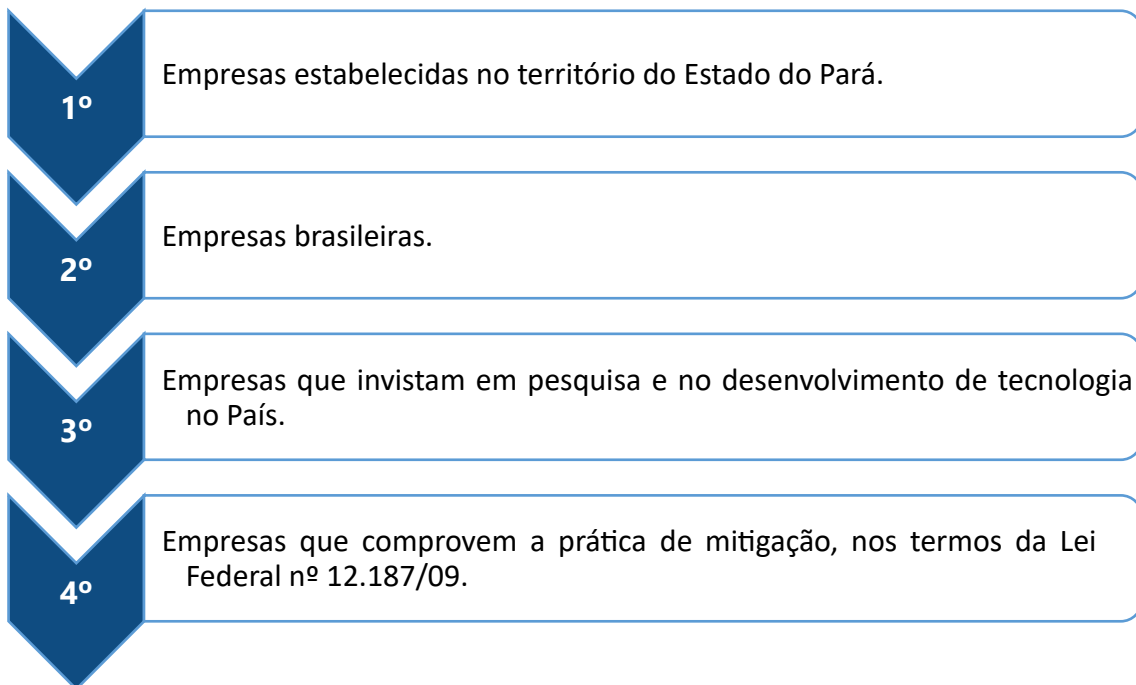 1º
Empresas estabelecidas no território do Estado do Pará.
2º
Empresas brasileiras.
3º
Empresas que invistam em pesquisa e no desenvolvimento de tecnologia
no País.
4º
Empresas que comprovem a prática de mitigação, nos termos da Lei
Federal nº 12.187/09.